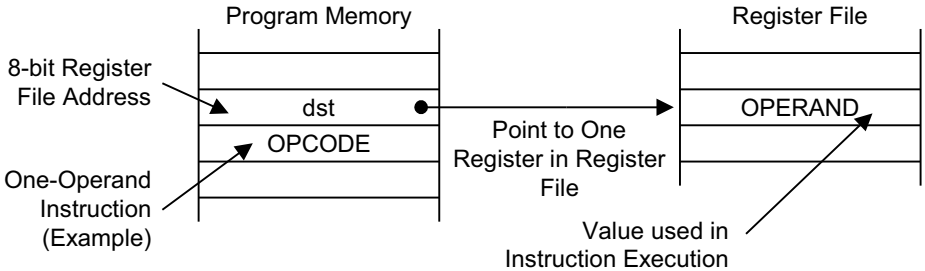 Program Memory
Register File
8-bit Register
File Address
dst
OPERAND
OPCODE
Point to One
Register in Register
File
One-Operand
Instruction
(Example)
Value used in
Instruction Execution